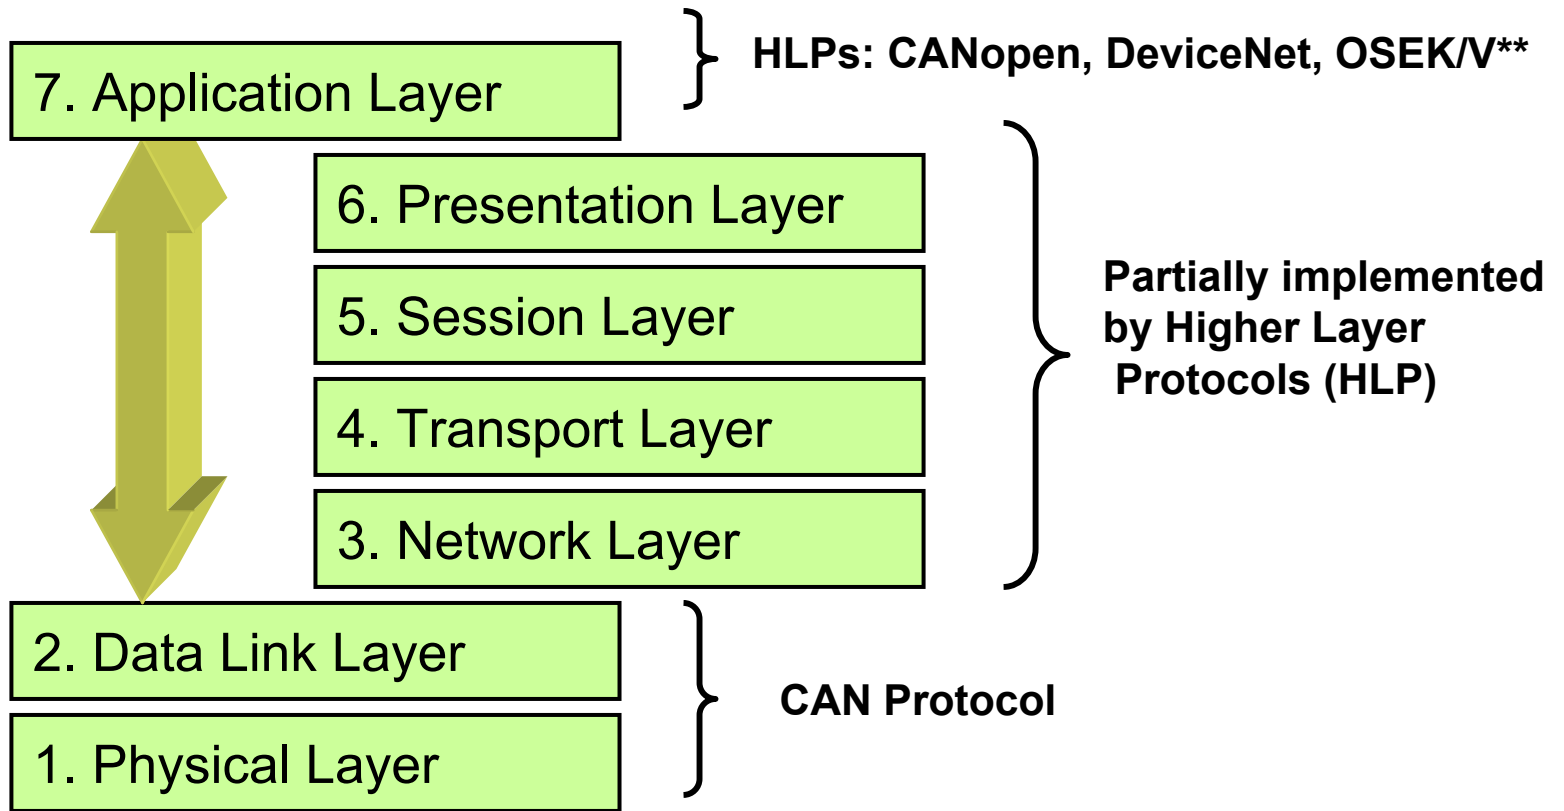 HLPs: CANopen, DeviceNet, OSEK/V**
7. Application Layer
6. Presentation Layer
5. Session Layer
4. Transport Layer
3. Network Layer
Partially implemented
by Higher Layer
Protocols (HLP)
2. Data Link Layer
1. Physical Layer
CAN Protocol